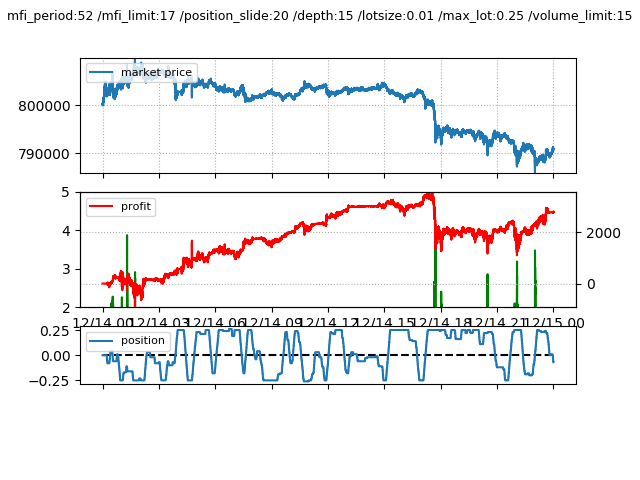 mfi_period:52 /mfi_limit:17 /position_slide:20 /depth:15 /lotsize:0.01 /max_lot:0.25 /volume_limit:15
market price
800000
790000
profit
5
4
3
2
2000
0
12/14 00 12/14 03 12/14 06 12/14 09 12/14 12 12/14 15 12/14 18 12/14 21 12/15 00
position
0.25
0.00
−0.25